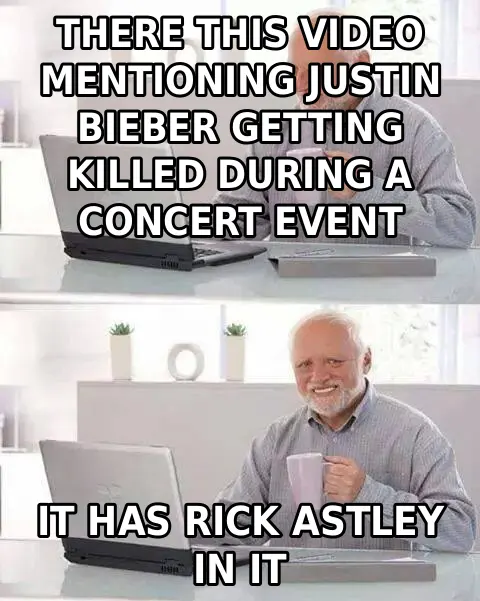 THERE THIS VIDEO
MENTIONING JUSTIN
BIEBER GETTING
KILLED DURING A
CONCERT EVENT
IT HAS RICK ASTLEY
IN IT